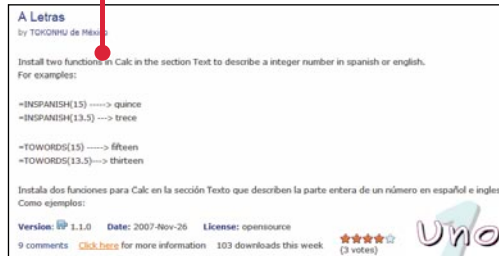 A Letras
by TOKONHU de México
Install two functions in Calc in the section Text to describe a integer number in spanish or english.
For examples:
=INSPANISH(15) -----> quince
=INSPANISH(13.5) ---> trece
=TOWORDS(15) -----> fifteen
=TOWORDS(13.5)---> thirteen
Instala dos funciones para Calc en la sección Texto que describen la parte entera de un número en español e ingles
Como ejemplos:
Version: 1.1.0 Date: 2007-Nov-26 License: opensource
9 comments Click here for more information 103 downloads this week (3 votes)
Uno